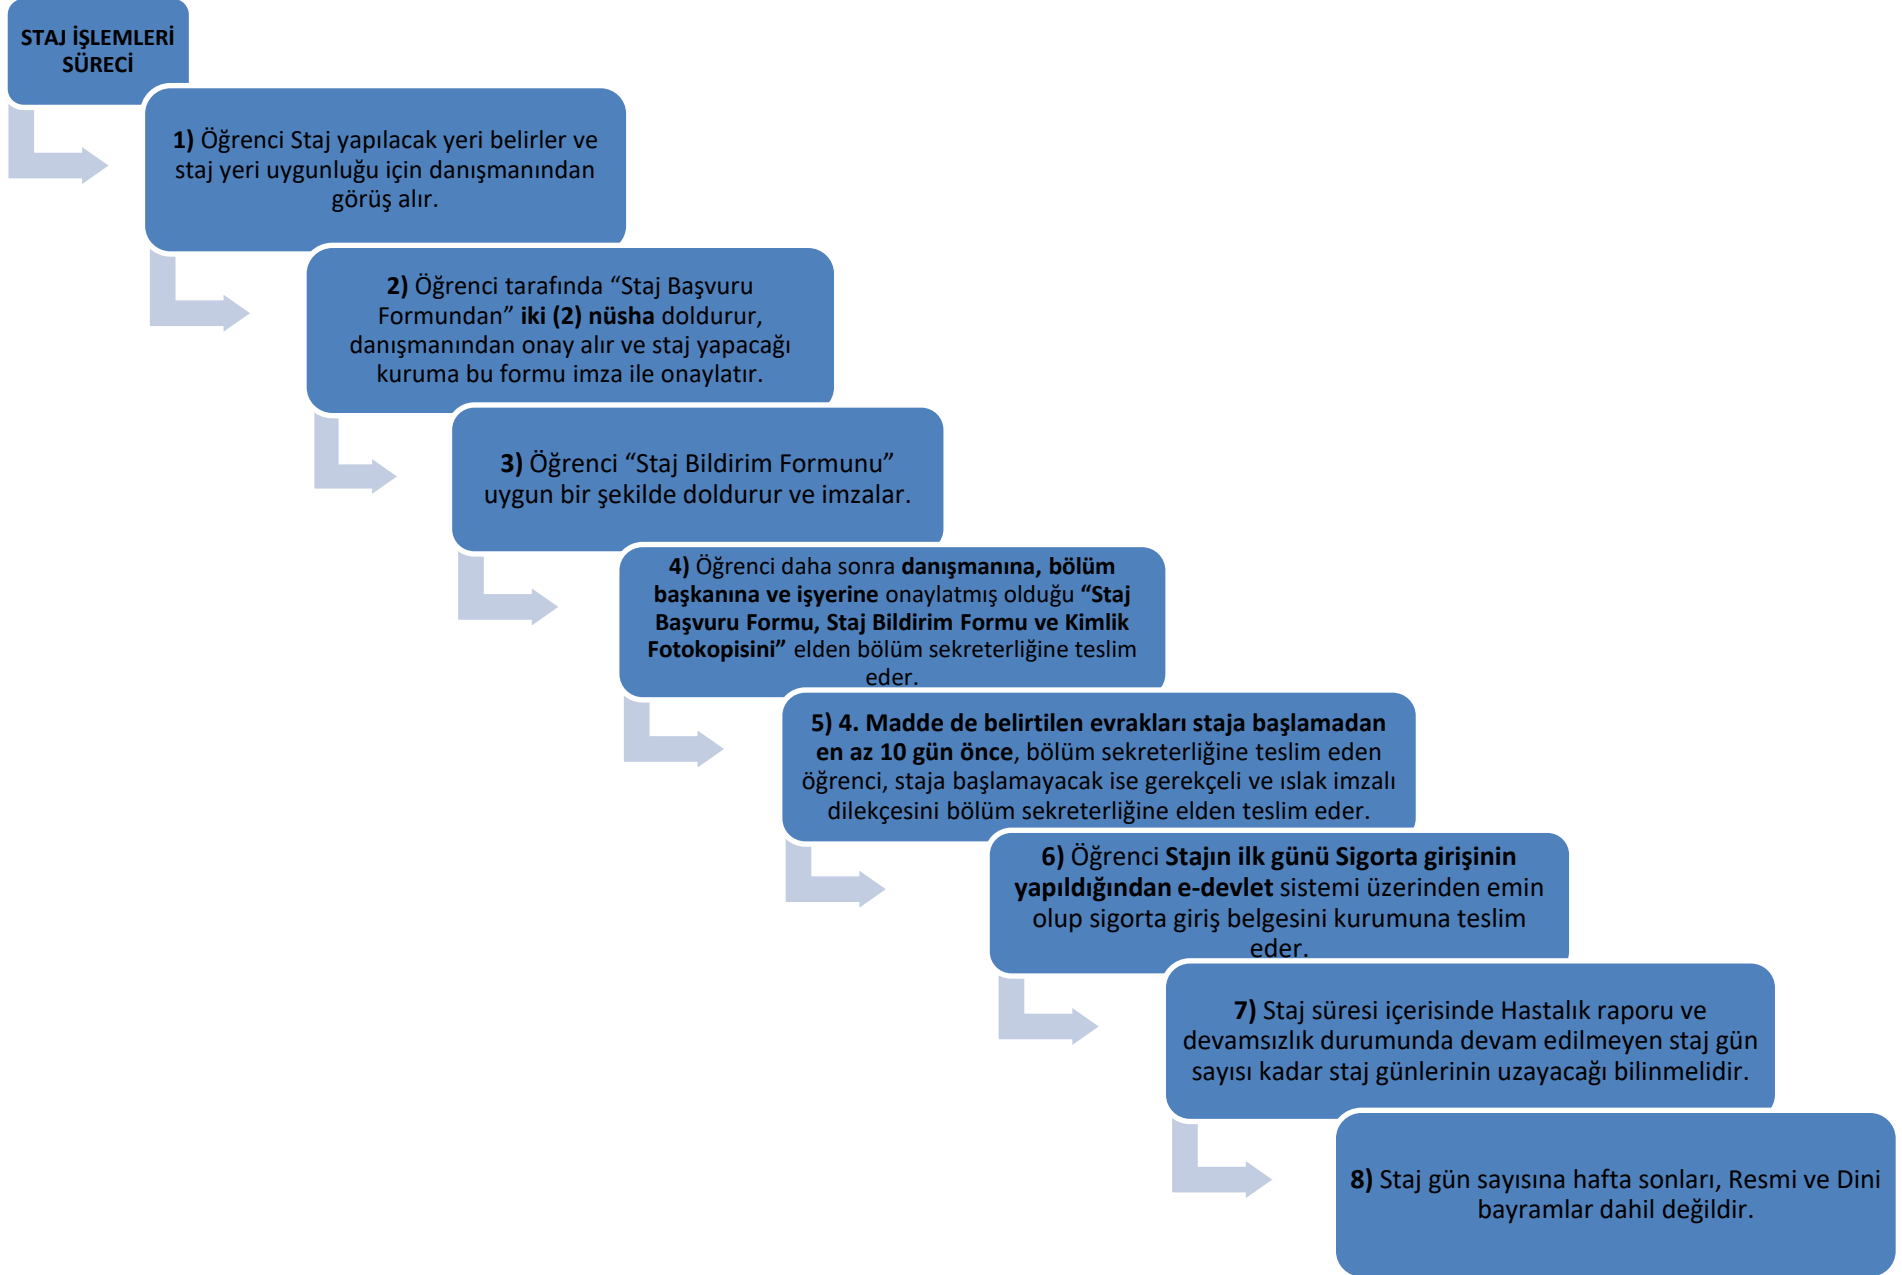 STAJ İŞLEMLERİ
SÜRECİ
1) Öğrenci Staj yapılacak yeri belirler ve
staj yeri uygunluğu için danışmanından
görüş alır.
2) Öğrenci tarafında “Staj Başvuru
Formundan” iki (2) nüsha doldurur,
danışmanından onay alır ve staj yapacağı
kuruma bu formu imza ile onaylatır.
3) Öğrenci “Staj Bildirim Formunu”
uygun bir şekilde doldurur ve imzalar.
4) Öğrenci daha sonra danışmanına, bölüm
başkanına ve işyerine onaylatmış olduğu “Staj
Başvuru Formu, Staj Bildirim Formu ve Kimlik
Fotokopisini” elden bölüm sekreterliğine teslim
eder.
5) 4. Madde de belirtilen evrakları staja başlamadan
en az 10 gün önce, bölüm sekreterliğine teslim eden
öğrenci, staja başlamayacak ise gerekçeli ve ıslak imzalı
dilekçesini bölüm sekreterliğine elden teslim eder.
6) Öğrenci Stajın ilk günü Sigorta girişinin
yapıldığından e-devlet sistemi üzerinden emin
olup sigorta giriş belgesini kurumuna teslim
eder.
7) Staj süresi içerisinde Hastalık raporu ve
devamsızlık durumunda devam edilmeyen staj gün
sayısı kadar staj günlerinin uzayacağı bilinmelidir.
8) Staj gün sayısına hafta sonları, Resmi ve Dini
bayramlar dahil değildir.